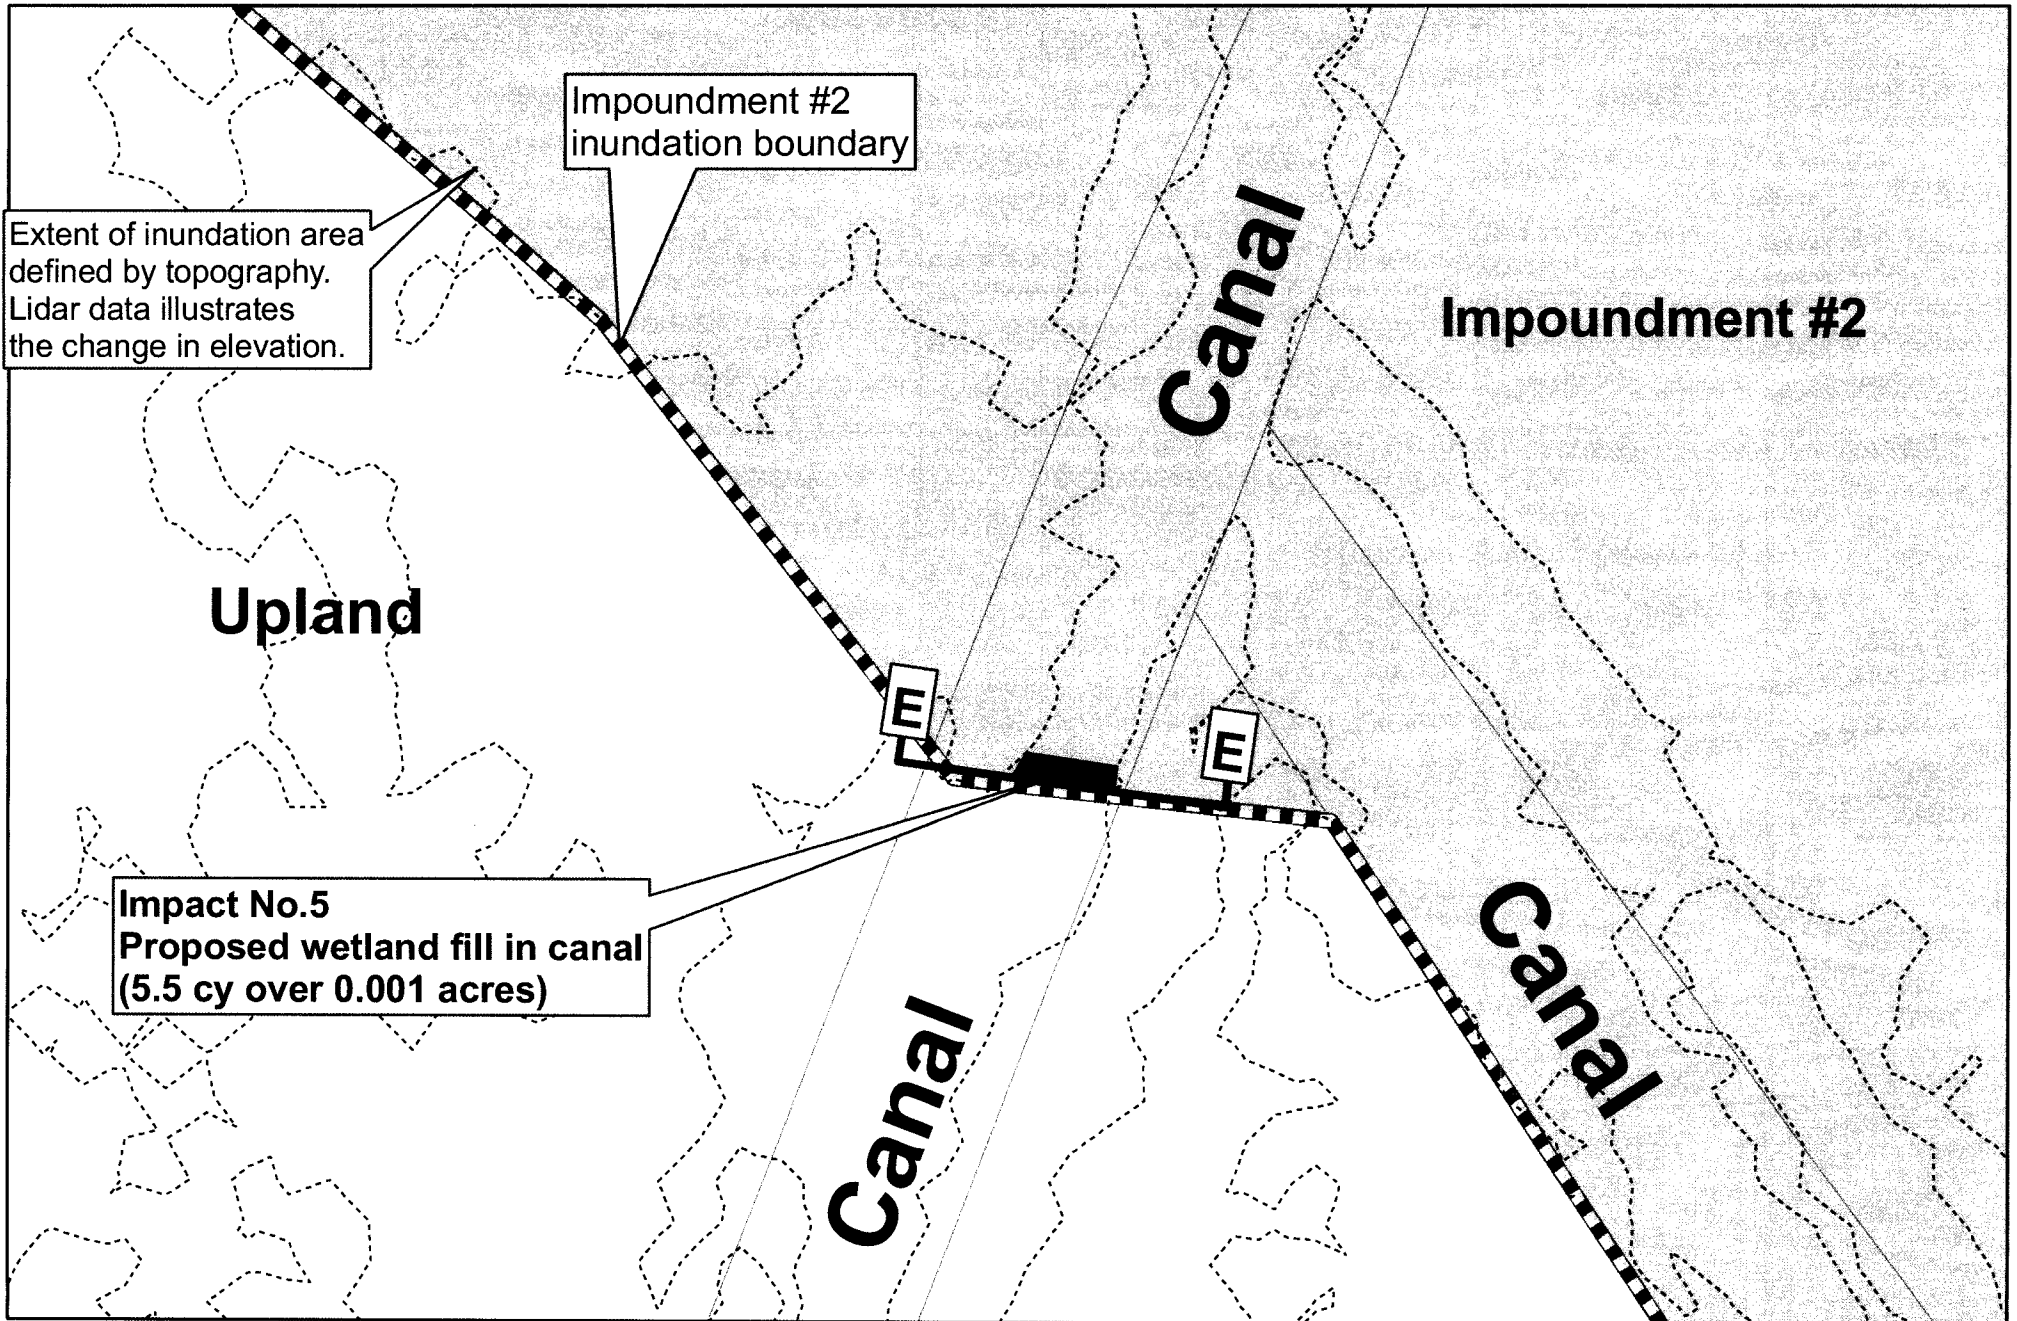 Impoundment #2
inundation boundary
Extent of inundation area
defined by topography.
Lidar data illustrates
the change in elevation.
Canal
Impoundment #2
Upland
E
E
Impact No.5
Proposed wetland fill in canal
(5.5 cy over 0.001 acres)
Canal
Canal